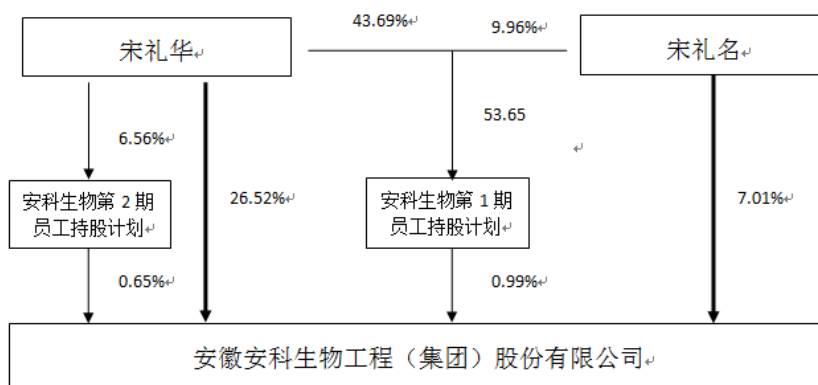 43.69%
9.96%
宋礼华
宋礼名
6.56%
53.65
安科生物第 2 期
员工持股计划
26.52%
安科生物第 1 期
员工持股计划
7.01%
0.65%
0.99%
安徽安科生物工程（集团）股份有限公司